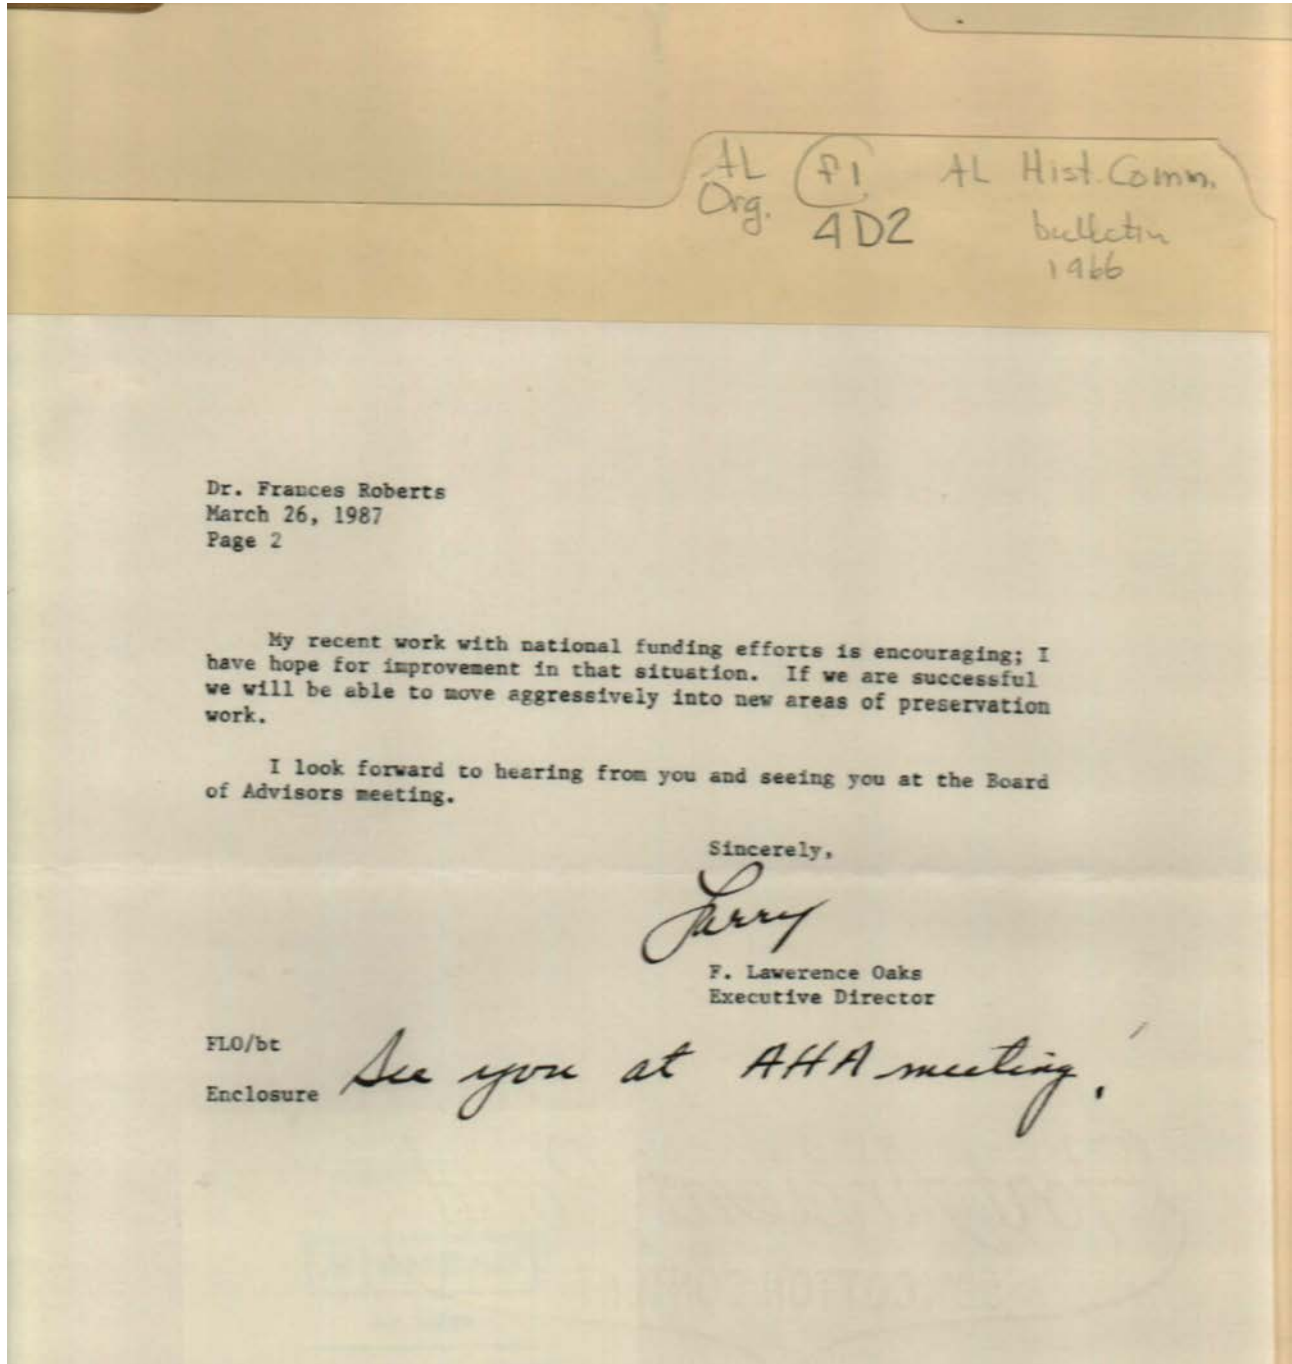 AL f1 AL Hist. Comm.
Org. 4D2 bulletin
1966
Dr. Frances Roberts
March 26, 1987
Page 2
My recent work with national funding efforts is encouraging; I
have hope for improvement in that situation.  If we are successful
we will be able to move aggressively into new areas of preservation
work.
I look forward to hearing from you and seeing you at the Board
of Advisors meeting.
Sincerely,
Larry
F. Lawerence Oaks
Executive Director
FLO/bt
See you at AHA meeting.
Enclosure